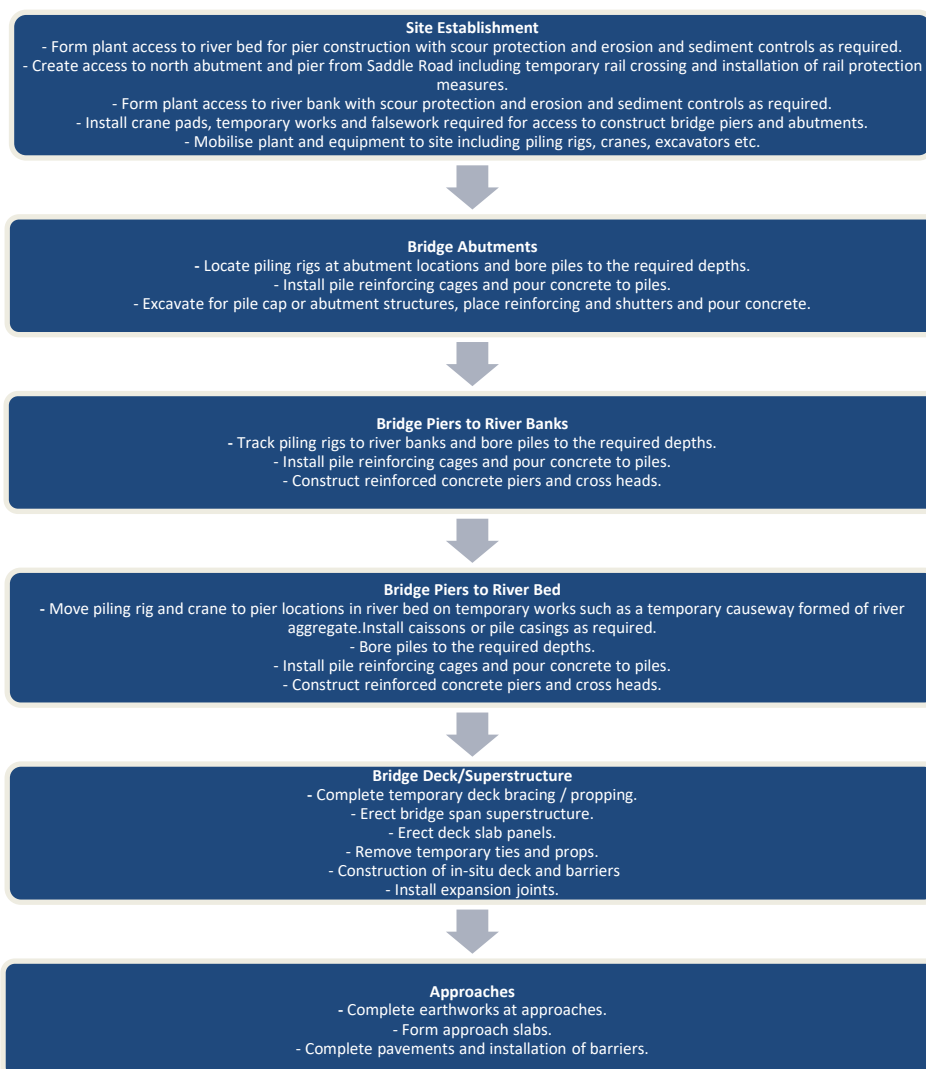 Site Establishment
- Form plant access to river bed for pier construction with scour protection and erosion and sediment controls as required.
- Create access to north abutment and pier from Saddle Road including temporary rail crossing and installation of rail protection
measures.
- Form plant access to river bank with scour protection and erosion and sediment controls as required.
- Install crane pads, temporary works and falsework required for access to construct bridge piers and abutments.
- Mobilise plant and equipment to site including piling rigs, cranes, excavators etc.
Bridge Abutments
- Locate piling rigs at abutment locations and bore piles to the required depths.
- Install pile reinforcing cages and pour concrete to piles.
- Excavate for pile cap or abutment structures, place reinforcing and shutters and pour concrete.
Bridge Piers to River Banks
- Track piling rigs to river banks and bore piles to the required depths.
- Install pile reinforcing cages and pour concrete to piles.
- Construct reinforced concrete piers and cross heads.
Bridge Piers to River Bed
- Move piling rig and crane to pier locations in river bed on temporary works such as a temporary causeway formed of river
aggregate.Install caissons or pile casings as required.
- Bore piles to the required depths.
- Install pile reinforcing cages and pour concrete to piles.
- Construct reinforced concrete piers and cross heads.
Bridge Deck/Superstructure
- Complete temporary deck bracing / propping.
- Erect bridge span superstructure.
- Erect deck slab panels.
- Remove temporary ties and props.
- Construction of in-situ deck and barriers
- Install expansion joints.
Approaches
- Complete earthworks at approaches.
- Form approach slabs.
- Complete pavements and installation of barriers.